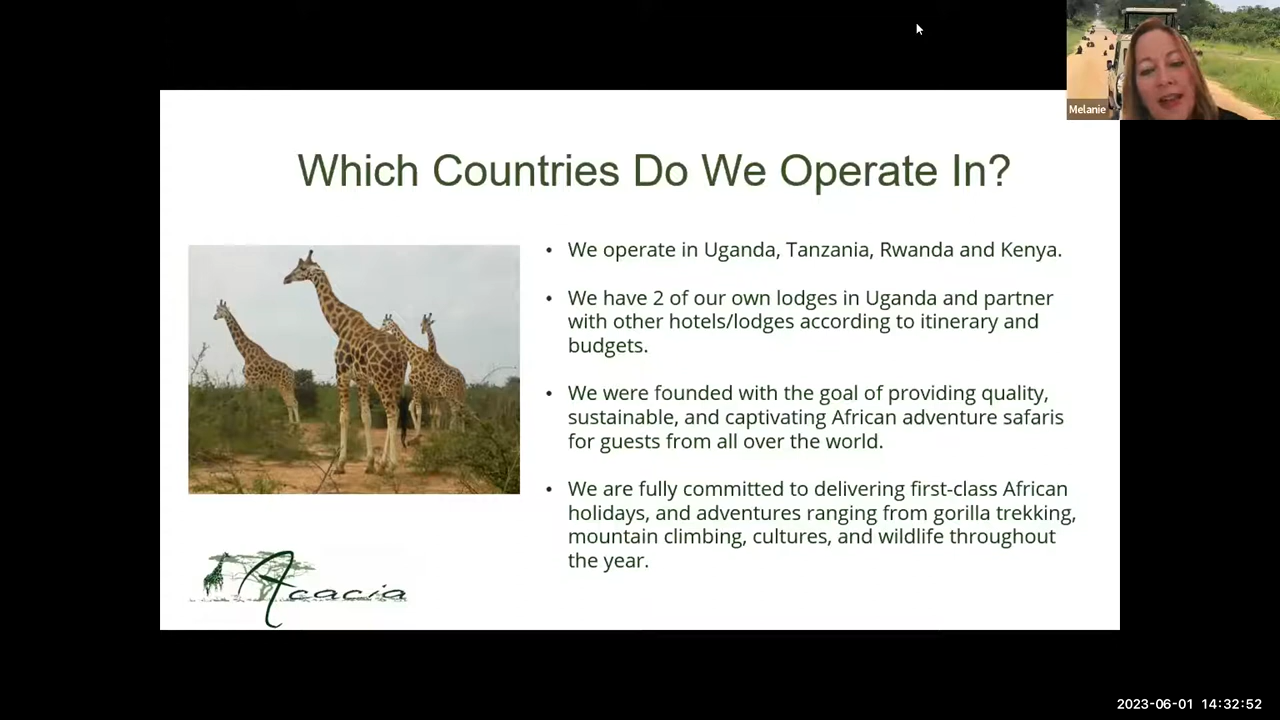 Melanie
Which Countries Do We Operate In?
• We operate in Uganda, Tanzania, Rwanda and Kenya.
• We have 2 of our own lodges in Uganda and partner
with other hotels/lodges according to itinerary and
budgets.
• We were founded with the goal of providing quality,
sustainable, and captivating African adventure safaris
for guests from all over the world.
• We are fully committed to delivering first-class African
holidays, and adventures ranging from gorilla trekking,
mountain climbing, cultures, and wildlife throughout
the year.
Acacia
2023-06-01 14:32:52